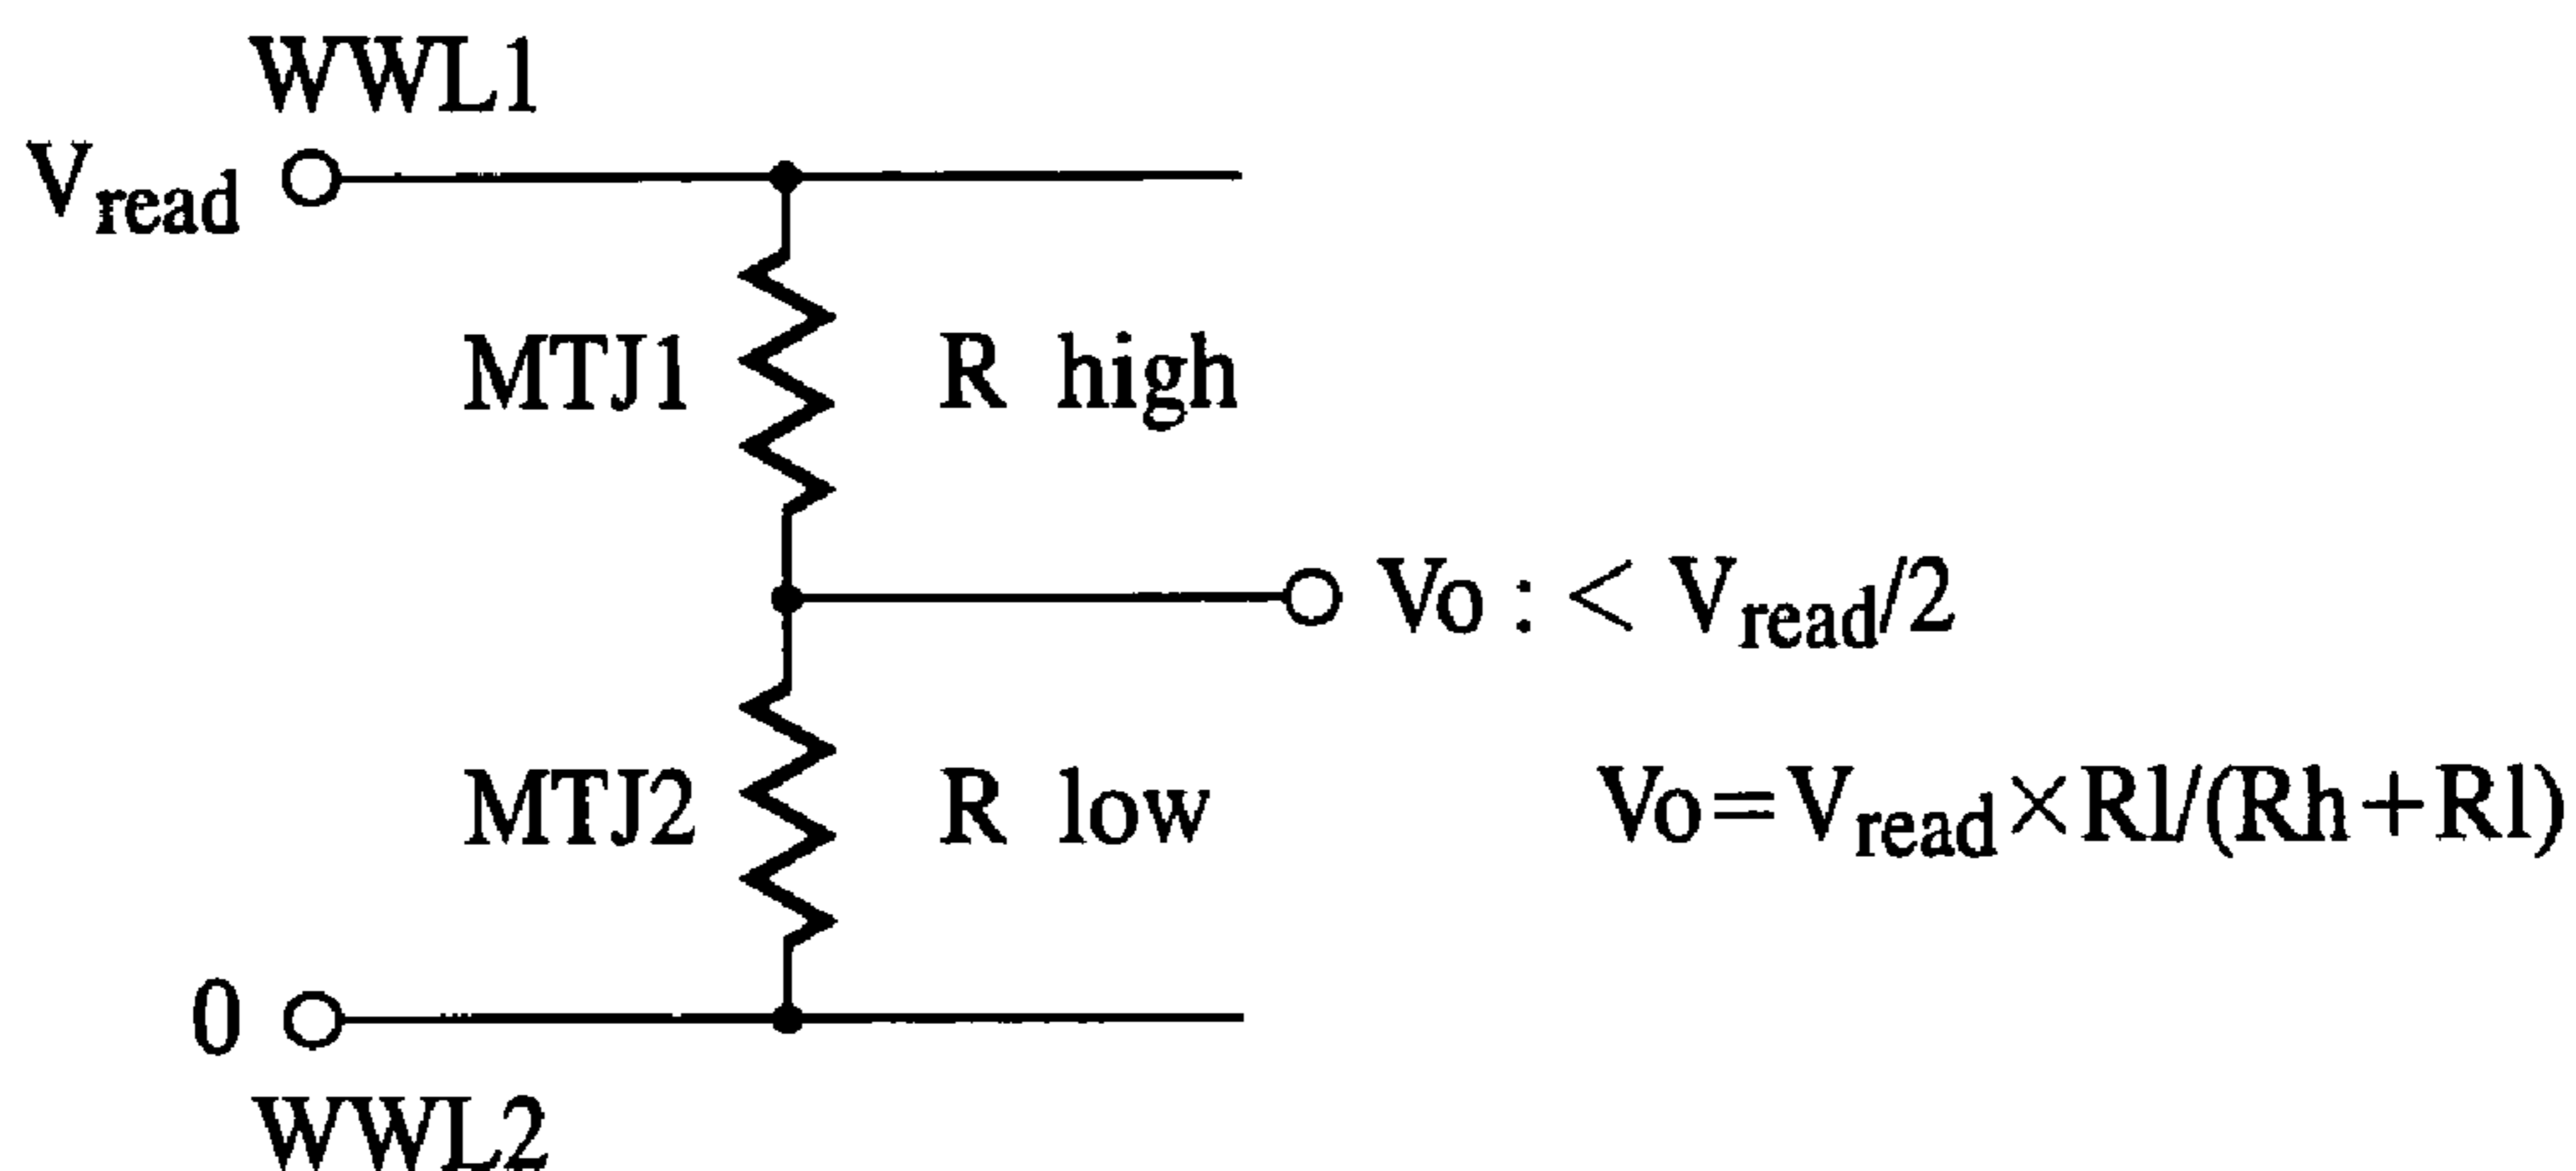 WWL1
Vread
MTJ1 R high
Vo : < Vread/2
MTJ2 R low
Vo=Vread×Rl/(Rh+Rl)
0
WWL2